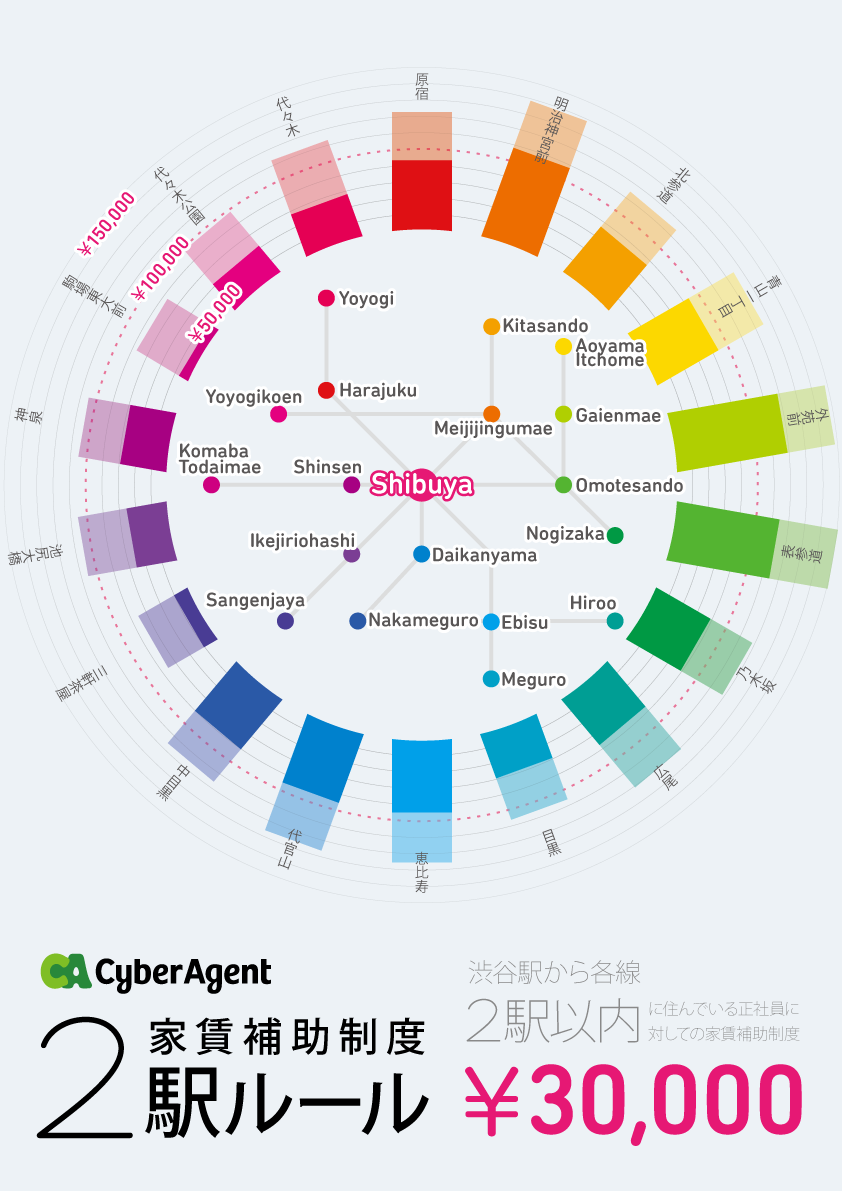 原宿
明治神宮前
北参道
青山一丁目
外苑前
表参道
乃木坂
広尾
目黒
恵比寿
代官山
中目黒
三軒茶屋
池尻大橋
神泉
駒場東大前
代々木公園
代々木
¥150,000
¥100,000
¥50,000
Yoyogi
Kitasando
Aoyama
Itchome
Harajuku
Yoyogikoen
Gaienmae
Meijijingumae
Komaba
Todaimae
Shinsen
Shibuya
Omotesando
Nogizaka
Ikejiriohashi
Daikanyama
Sangenjaya
Hiroo
Nakameguro
Ebisu
Meguro
CA CyberAgent
家賃補助制度
2駅ルール
渋谷駅から各線
2駅以内
に住んでいる正社員に
対しての家賃補助制度
¥30,000